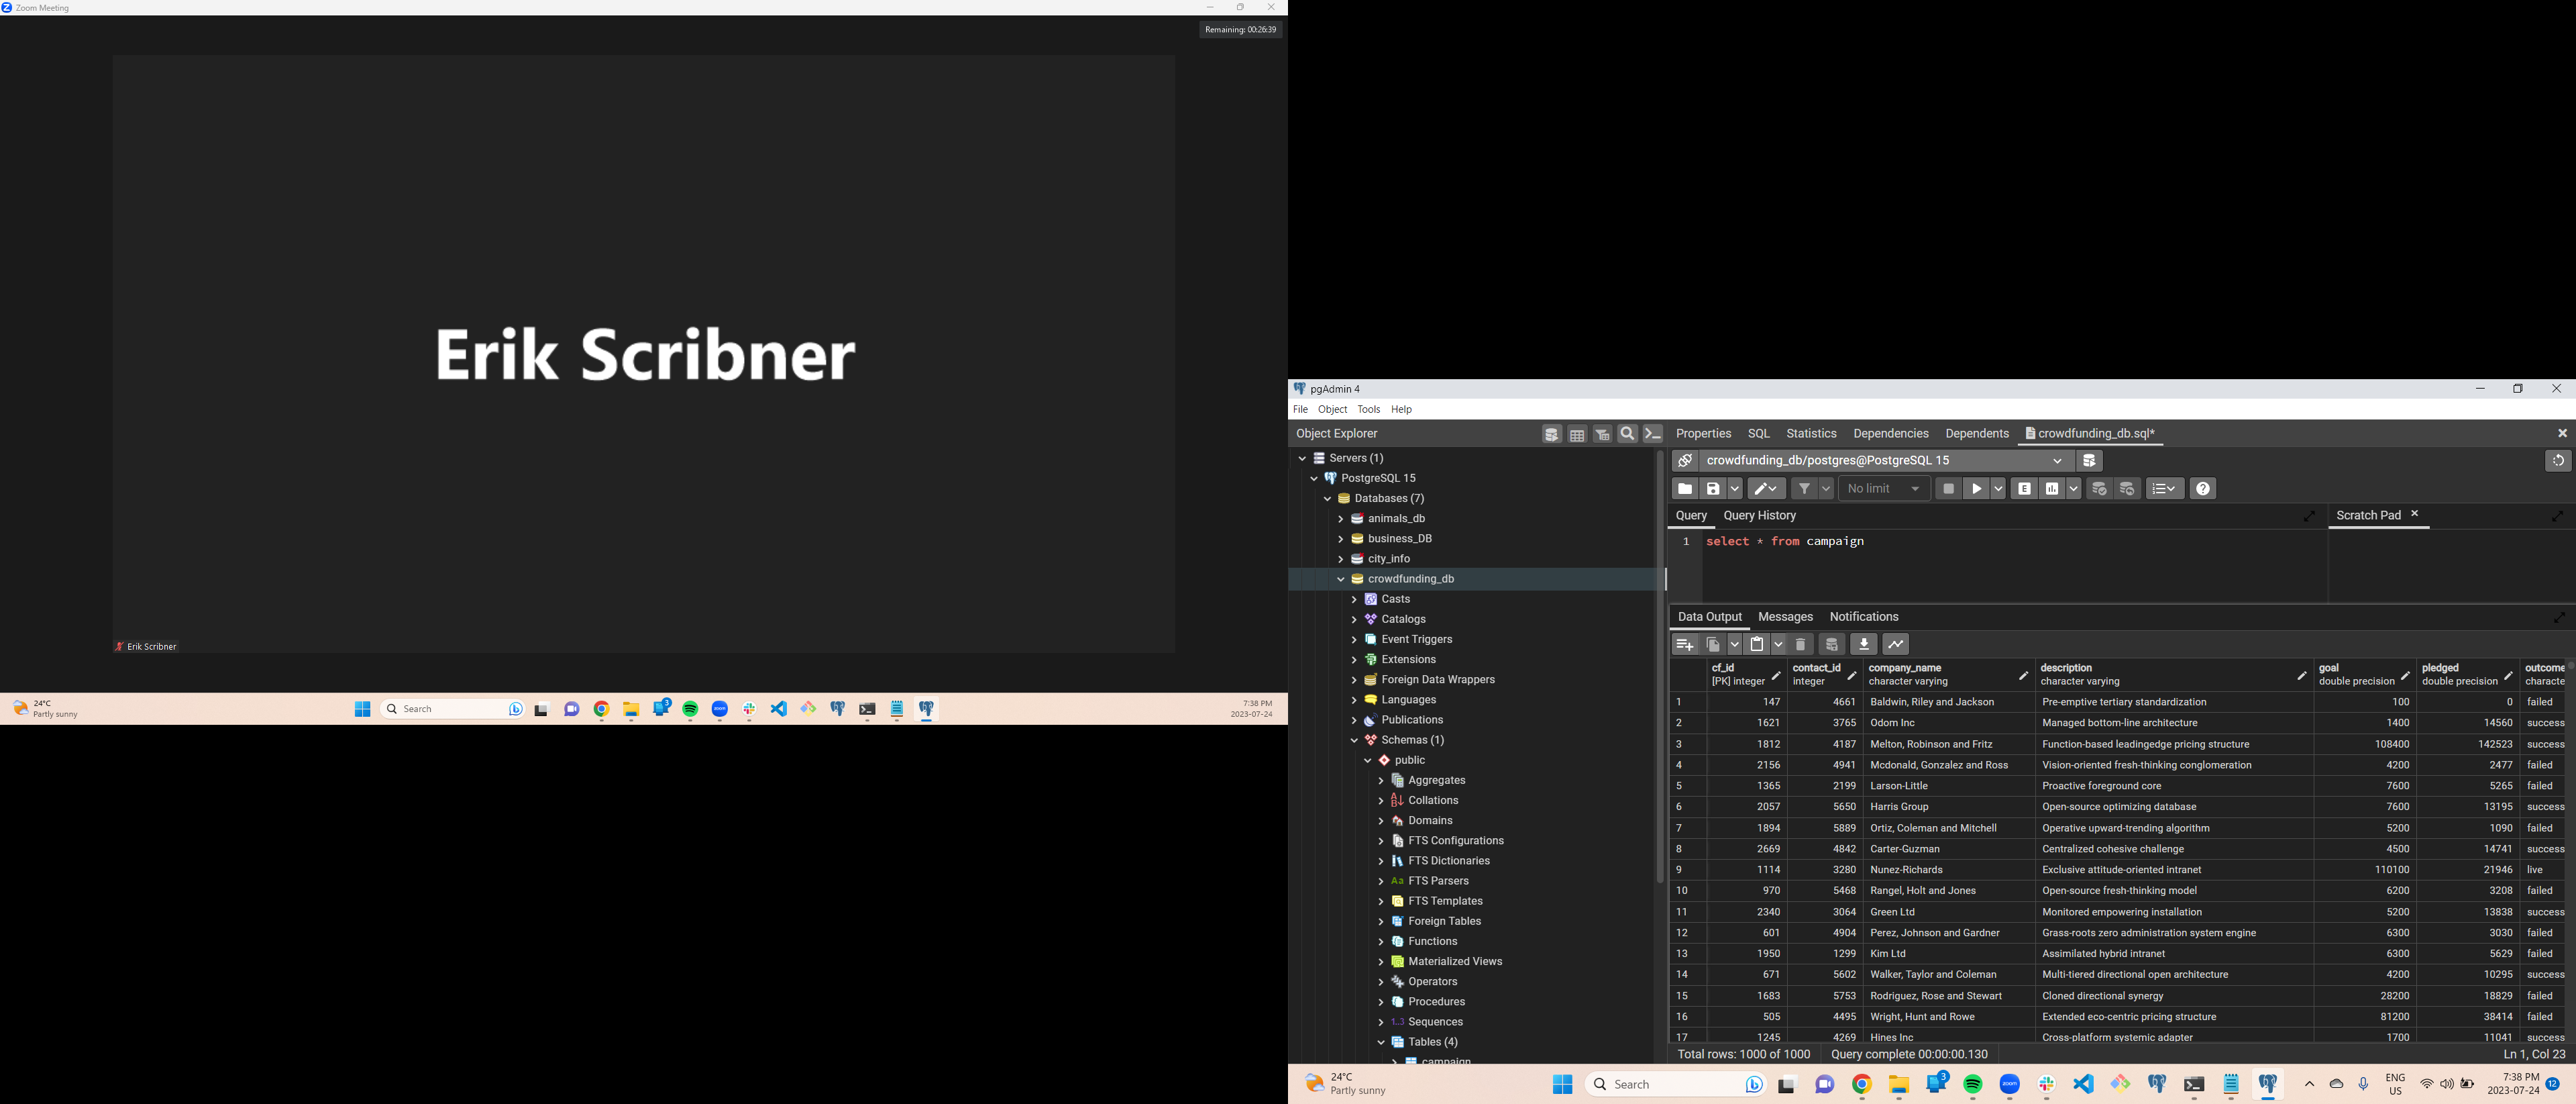 Zoom Meeting
Remaining: 00:26:39
Erik Scribner
Erik Scribner
24°C
Partly sunny
Search
3
zoom
7:38 PM
2023-07-24
pgAdmin 4
File Object Tools Help
Object Explorer
Properties SQL Statistics Dependencies Dependents crowdfunding_db.sql*
Servers (1)
PostgreSQL 15
Databases (7)
animals_db
business_DB
city_info
crowdfunding_db
Casts
Catalogs
Event Triggers
Extensions
Foreign Data Wrappers
Languages
Publications
Schemas (1)
public
Aggregates
Collations
Domains
FTS Configurations
FTS Dictionaries
Aa FTS Parsers
FTS Templates
Foreign Tables
Functions
Materialized Views
Operators
Procedures
1..3 Sequences
Tables (4)
campaign
crowdfunding_db/postgres@PostgreSQL 15
No limit
E
Query Query History
Scratch Pad
1 select * from campaign
Data Output Messages Notifications
cf_id contact_id company_name description goal pledged outcome
[PK] integer integer character varying character varying double precision double precision characte
1 147 4661 Baldwin, Riley and Jackson Pre-emptive tertiary standardization 100 0 failed
2 1621 3765 Odom Inc Managed bottom-line architecture 1400 14560 success
3 1812 4187 Melton, Robinson and Fritz Function-based leadingedge pricing structure 108400 142523 success
4 2156 4941 Mcdonald, Gonzalez and Ross Vision-oriented fresh-thinking conglomeration 4200 2477 failed
5 1365 2199 Larson-Little Proactive foreground core 7600 5265 failed
6 2057 5650 Harris Group Open-source optimizing database 7600 13195 success
7 1894 5889 Ortiz, Coleman and Mitchell Operative upward-trending algorithm 5200 1090 failed
8 2669 4842 Carter-Guzman Centralized cohesive challenge 4500 14741 success
9 1114 3280 Nunez-Richards Exclusive attitude-oriented intranet 110100 21946 live
10 970 5468 Rangel, Holt and Jones Open-source fresh-thinking model 6200 3208 failed
11 2340 3064 Green Ltd Monitored empowering installation 5200 13838 success
12 601 4904 Perez, Johnson and Gardner Grass-roots zero administration system engine 6300 3030 failed
13 1950 1299 Kim Ltd Assimilated hybrid intranet 6300 5629 failed
14 671 5602 Walker, Taylor and Coleman Multi-tiered directional open architecture 4200 10295 success
15 1683 5753 Rodriguez, Rose and Stewart Cloned directional synergy 28200 18829 failed
16 505 4495 Wright, Hunt and Rowe Extended eco-centric pricing structure 81200 38414 failed
17 1245 4269 Hines Inc Cross-platform systemic adapter 1700 11041 success
Total rows: 1000 of 1000 Query complete 00:00:00.130 Ln 1, Col 23
24°C
Partly sunny
Search
3
zoom
ENG
US
7:38 PM
2023-07-24
12